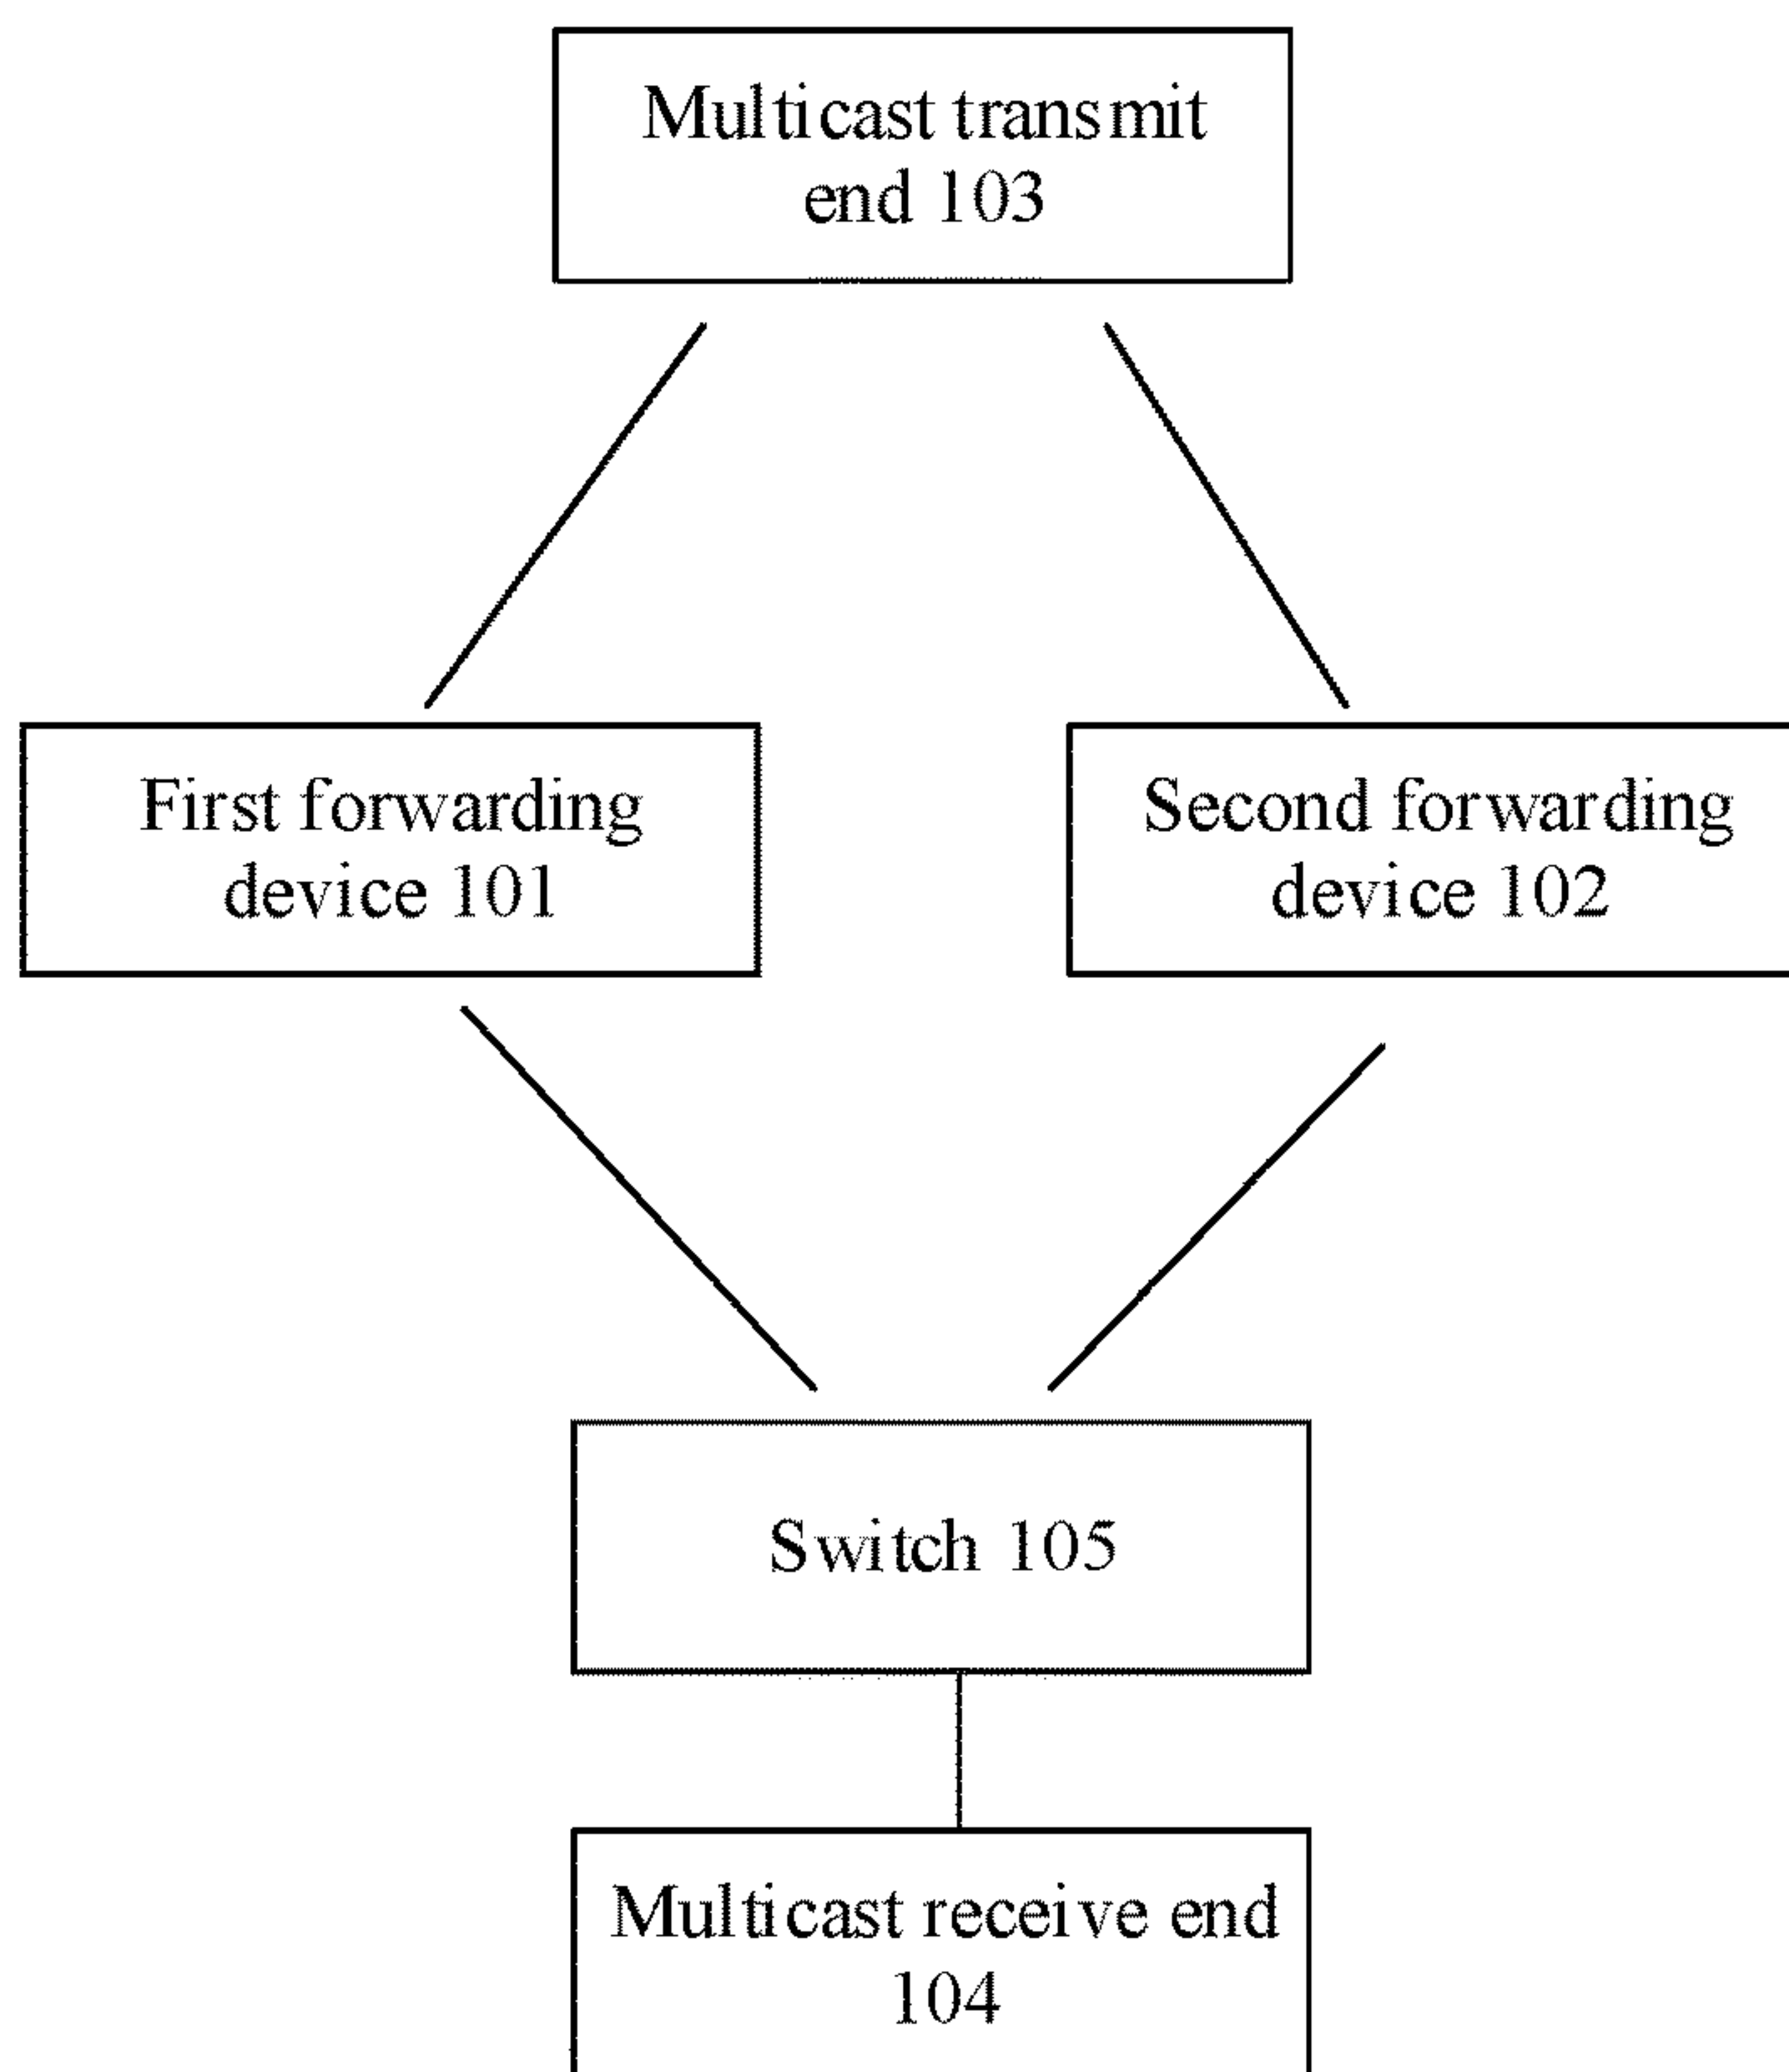 Multicast transmit
end 103
First forwarding
device 101
Second forwarding
device 102
Switch 105
Multicast receive end
104